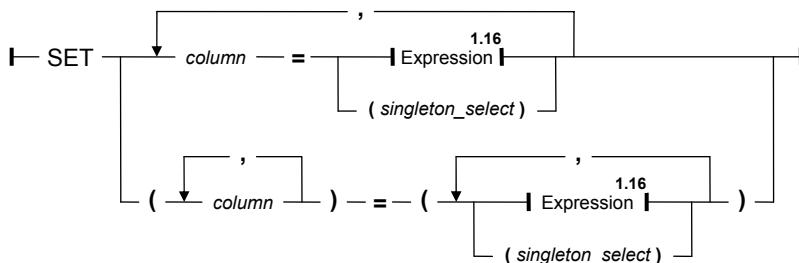 ,
1.16
SET column = Expression
( singleton_select )
, ,
1.16
( column ) = ( Expression )
( singleton_select )